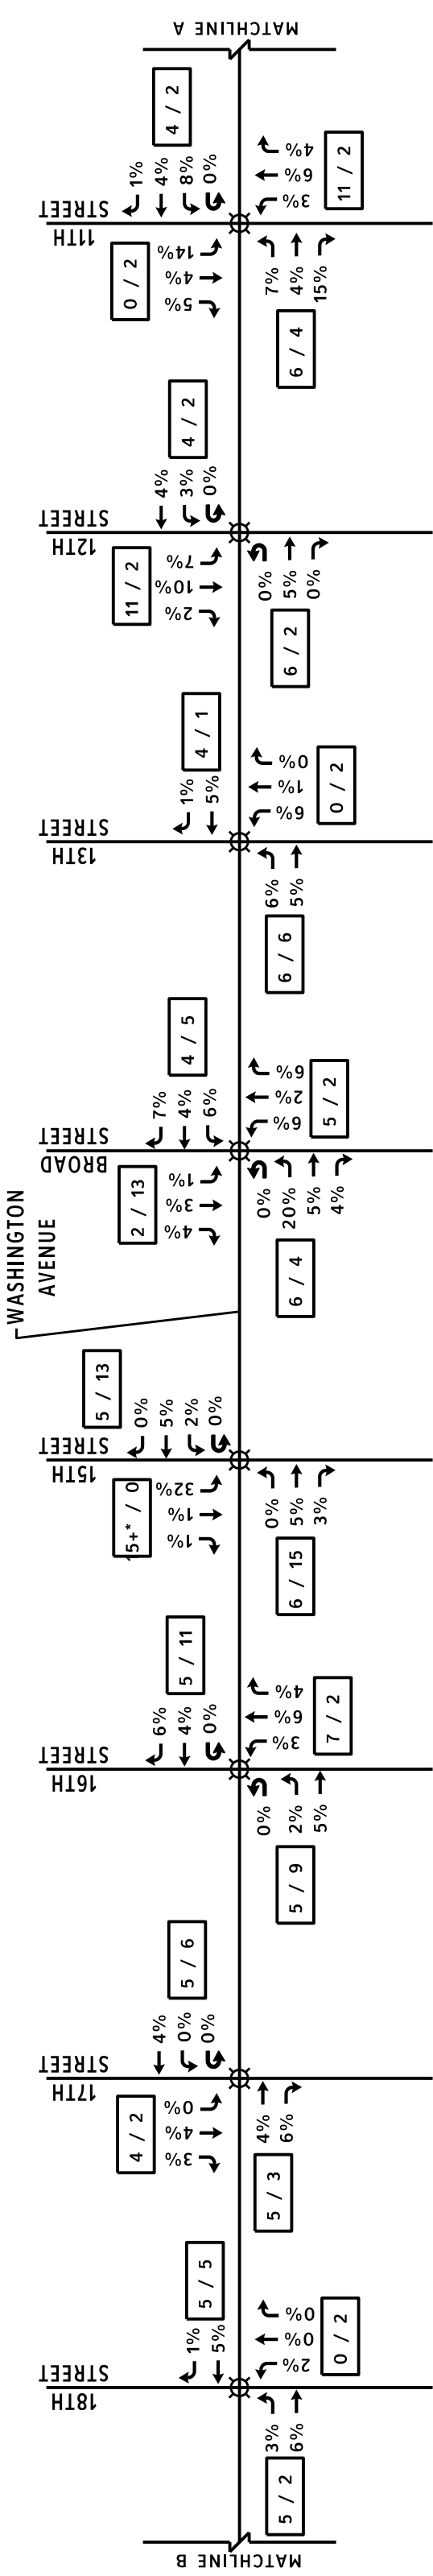 MATCHLINE A
4 / 2
1%
4%
8%
0%
4%
6%
3%
11 / 2
11TH
STREET
0 / 2
14%
4%
5%
7%
4%
15%
6 / 4
4 / 2
4%
3%
0%
12TH
STREET
11 / 2
7%
10%
2%
0%
5%
0%
6 / 2
4 / 1
1%
5%
0%
1%
6%
0 / 2
13TH
STREET
6%
5%
6 / 6
4 / 5
7%
4%
6%
6%
2%
6%
5 / 2
BROAD
STREET
2 / 13
1%
3%
4%
0%
20%
5%
4%
6 / 4
WASHINGTON
AVENUE
5 / 13
0%
5%
2%
0%
15TH
STREET
15+* / 0
32%
1%
1%
0%
5%
3%
6 / 15
5 / 11
6%
4%
0%
4%
6%
3%
7 / 2
16TH
STREET
0%
2%
5%
5 / 9
5 / 6
4%
0%
0%
17TH
STREET
4 / 2
0%
4%
3%
4%
6%
5 / 3
5 / 5
1%
5%
0%
0%
2%
0 / 2
18TH
STREET
3%
6%
5 / 2
MATCHLINE B